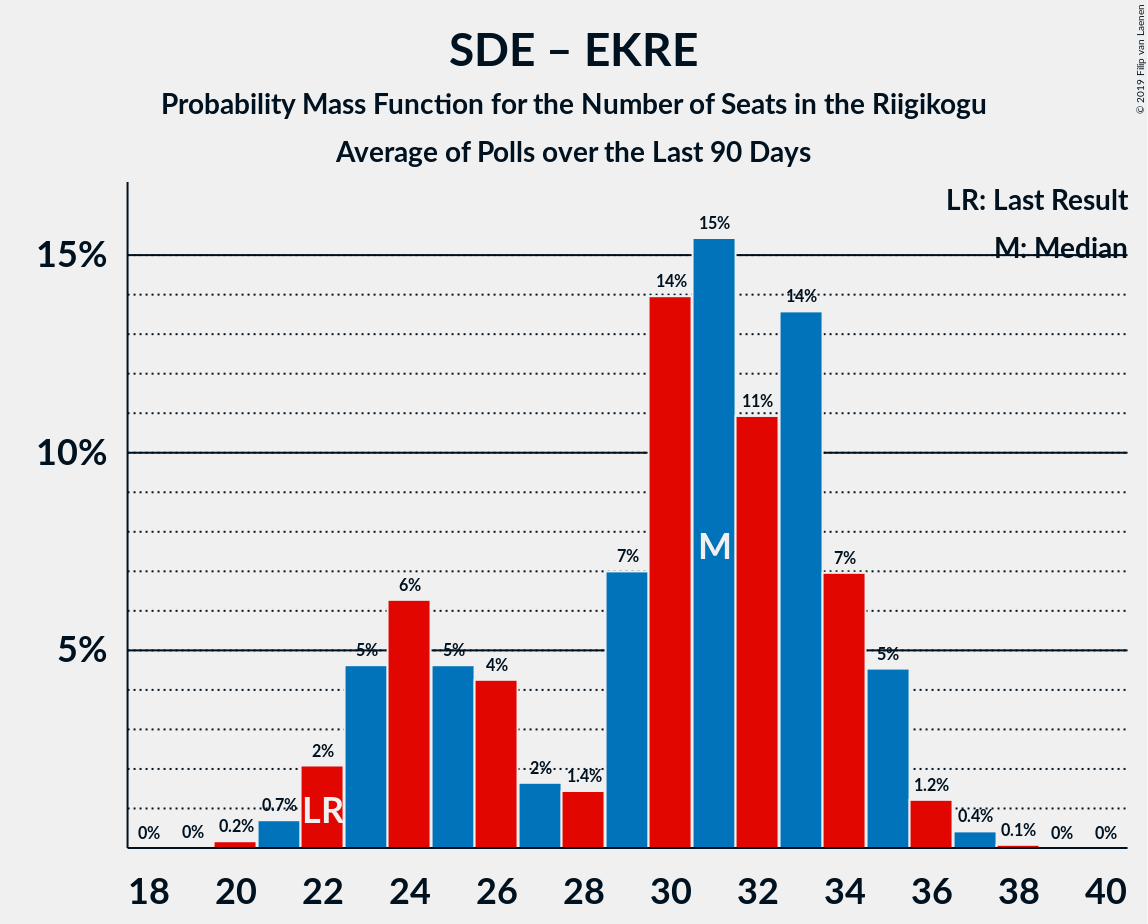 SDE – EKRE
Probability Mass Function for the Number of Seats in the Riigikogu
Average of Polls over the Last 90 Days
© 2019 Filip van Laenen
LR: Last Result
M: Median
15%
10%
5%
0%
0%
0.2%
0.7%
2%
5%
6%
5%
4%
2%
1.4%
7%
14%
15%
11%
14%
7%
5%
1.2%
0.4%
0.1%
0%
0%
LR
M
18 20 22 24 26 28 30 32 34 36 38 40